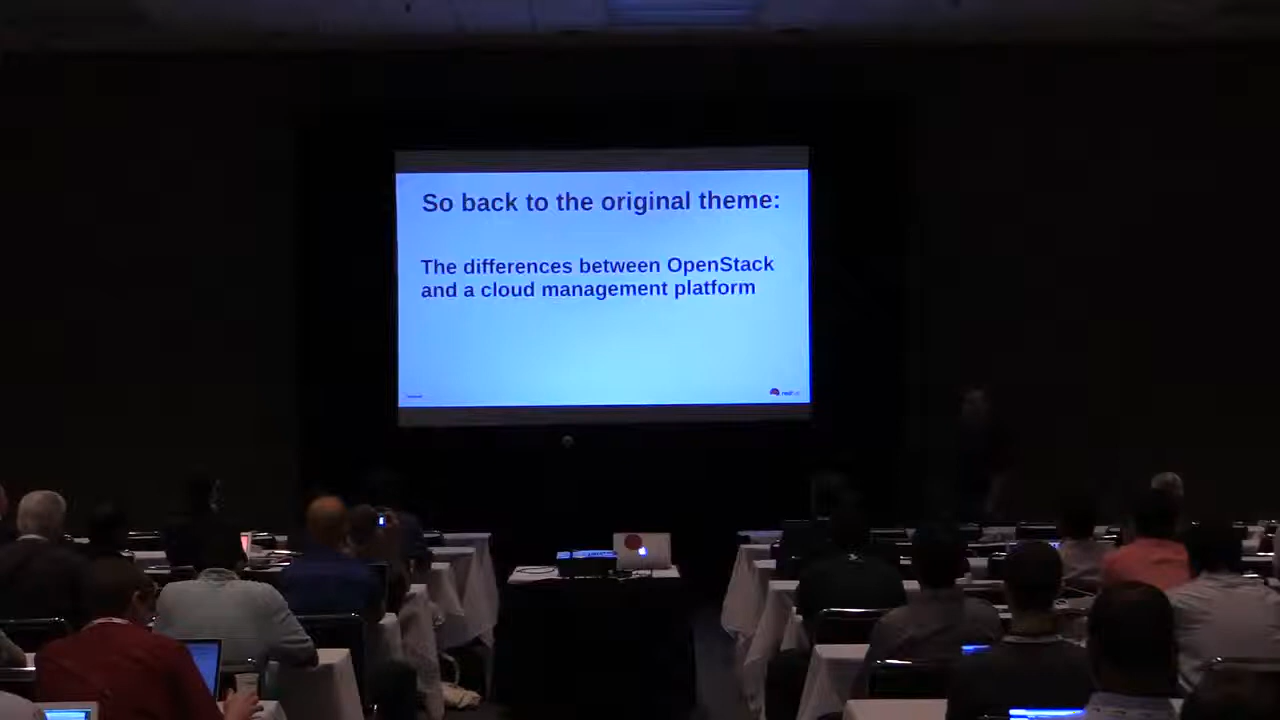 So back to the original theme:
The differences between OpenStack
and a cloud management platform